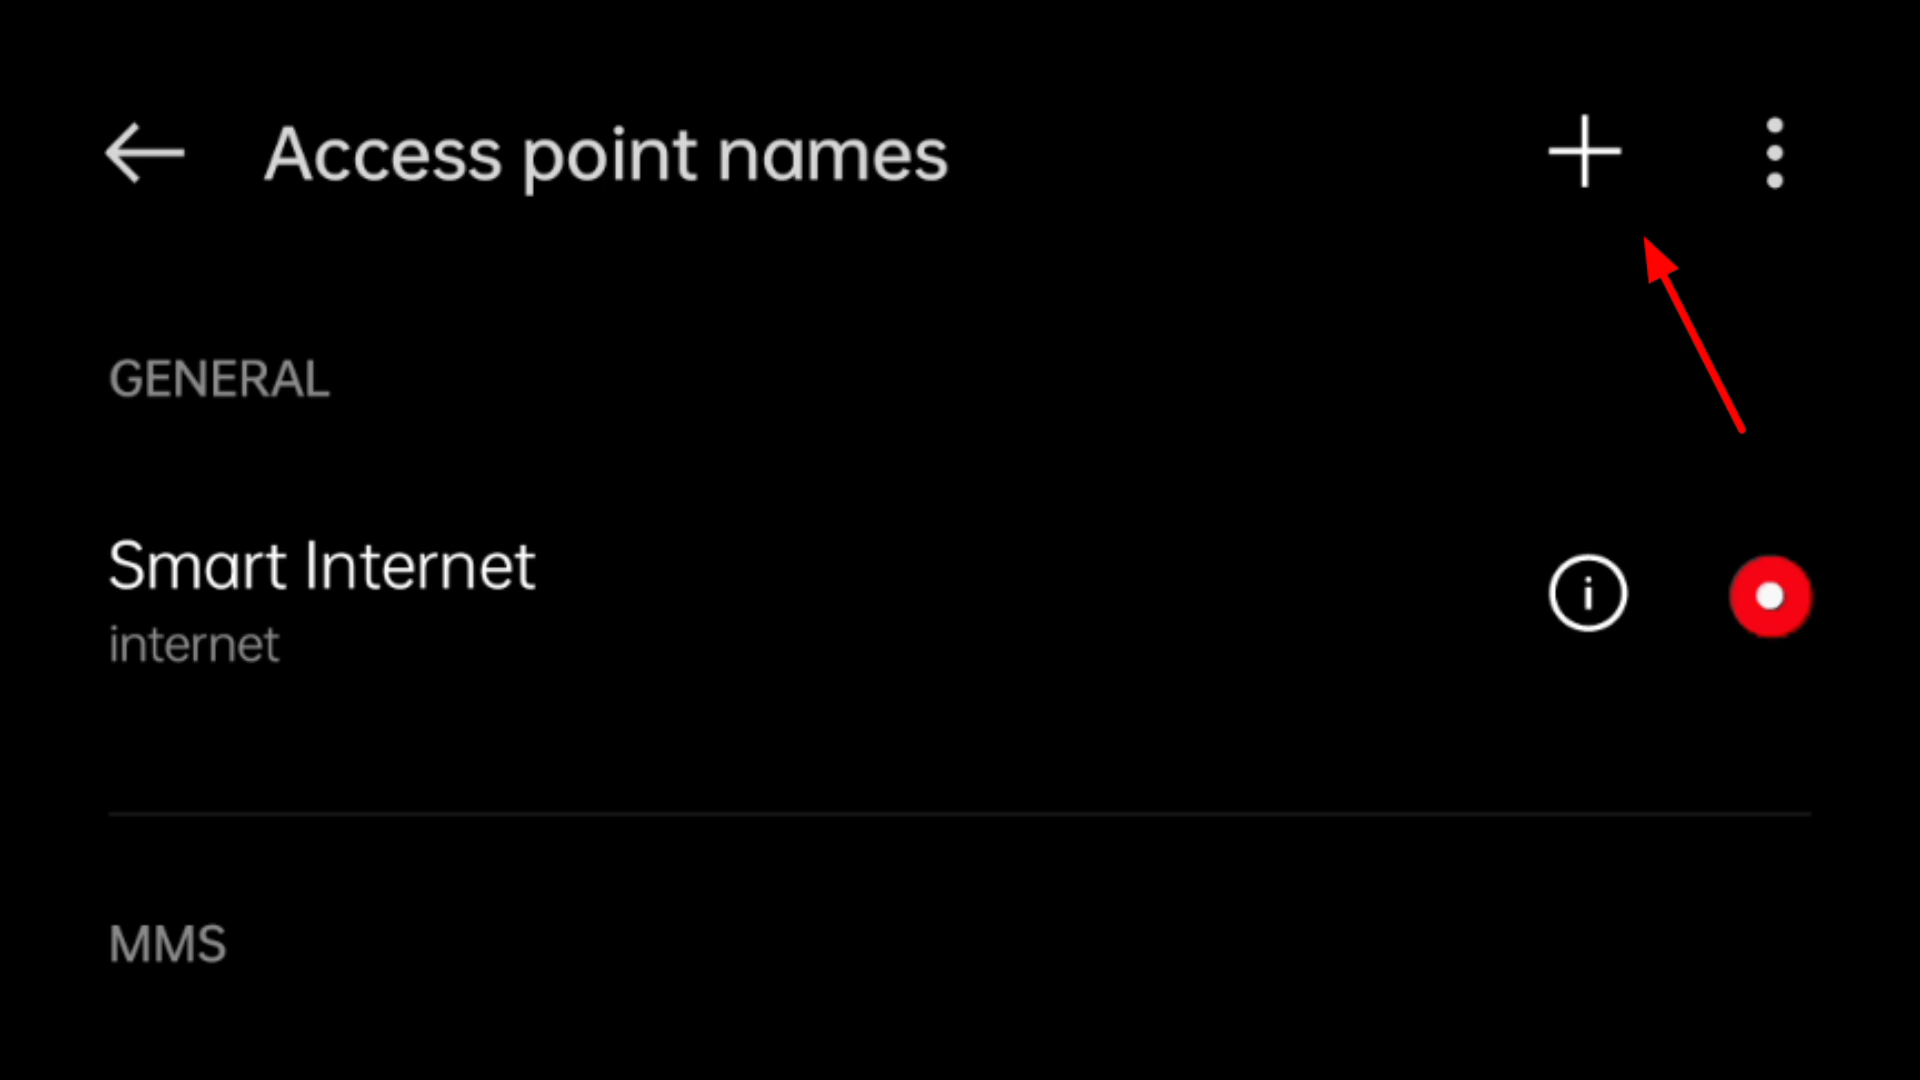 Access point names
GENERAL
Smart Internet
internet
MMS